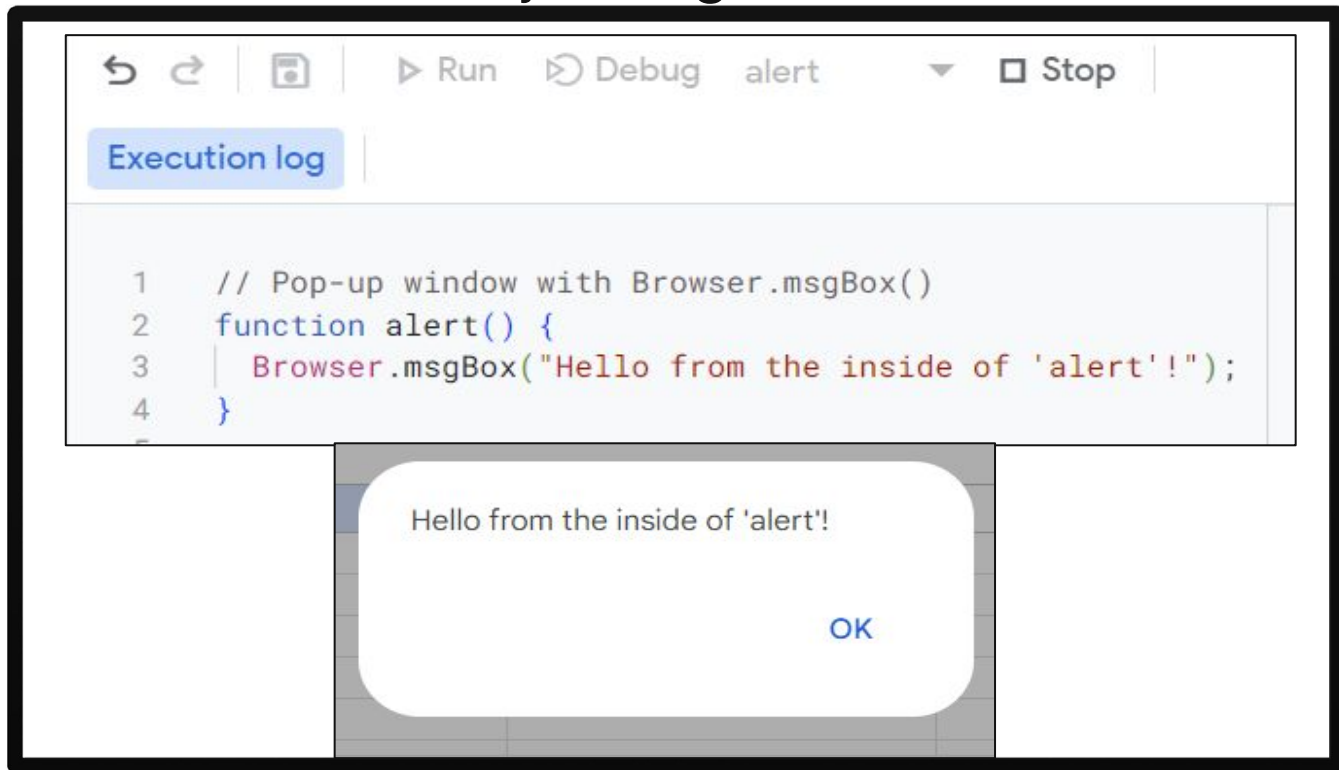 Run Debug alert Stop
Execution log
1 // Pop-up window with Browser.msgBox()
2 function alert() {
3 Browser.msgBox("Hello from the inside of 'alert'!");
4 }
Hello from the inside of 'alert'!
OK